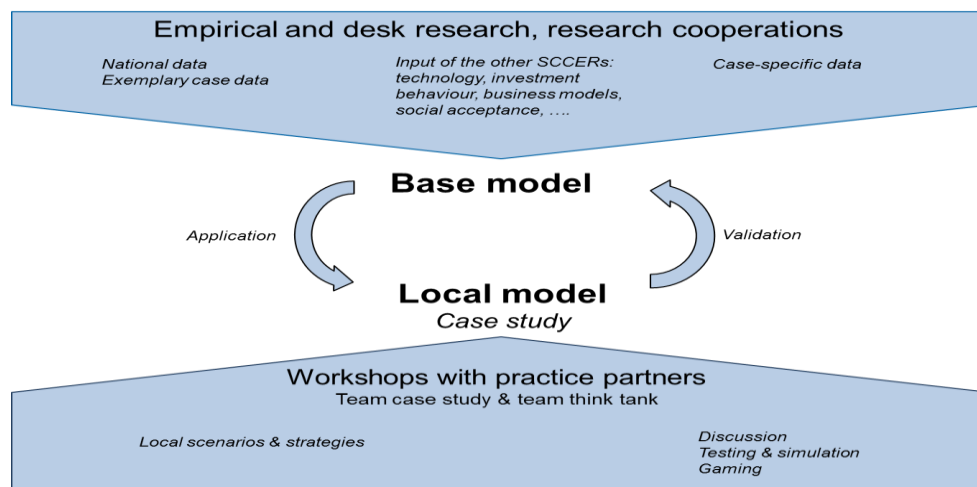 Empirical and desk research, research cooperations
National data
Exemplary case data
Input of the other SCCERs:
technology, investment
behaviour, business models,
social acceptance, ....
Case-specific data
Base model
Application
Validation
Local model
Case study
Workshops with practice partners
Team case study & team think tank
Local scenarios & strategies
Discussion
Testing & simulation
Gaming